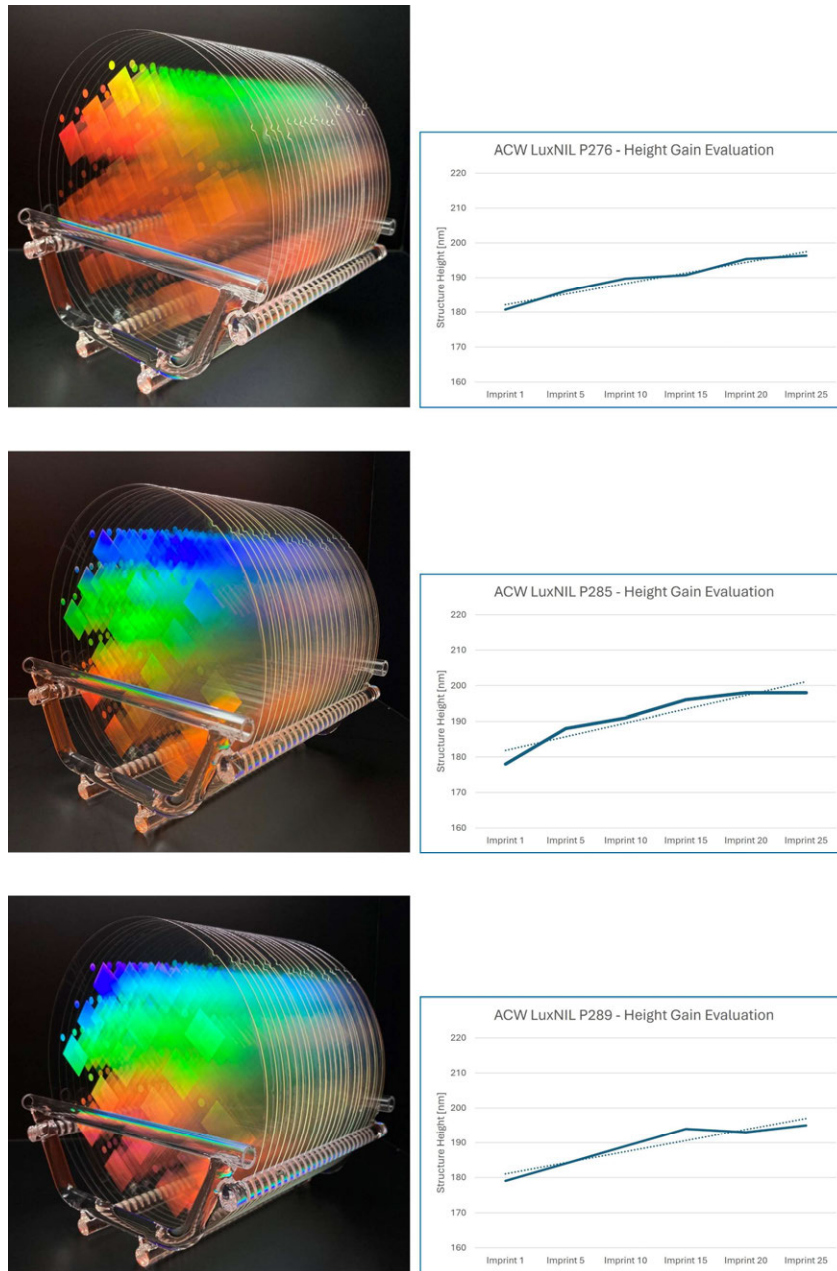 ACW LuxNIL P276 - Height Gain Evaluation
Structure Height [nm]
220
210
200
190
180
170
160
Imprint 1 Imprint 5 Imprint 10 Imprint 15 Imprint 20 Imprint 25
ACW LuxNIL P285 - Height Gain Evaluation
Structure Height [nm]
220
210
200
190
180
170
160
Imprint 1 Imprint 5 Imprint 10 Imprint 15 Imprint 20 Imprint 25
ACW LuxNIL P289 - Height Gain Evaluation
Structure Height [nm]
220
210
200
190
180
170
160
Imprint 1 Imprint 5 Imprint 10 Imprint 15 Imprint 20 Imprint 25